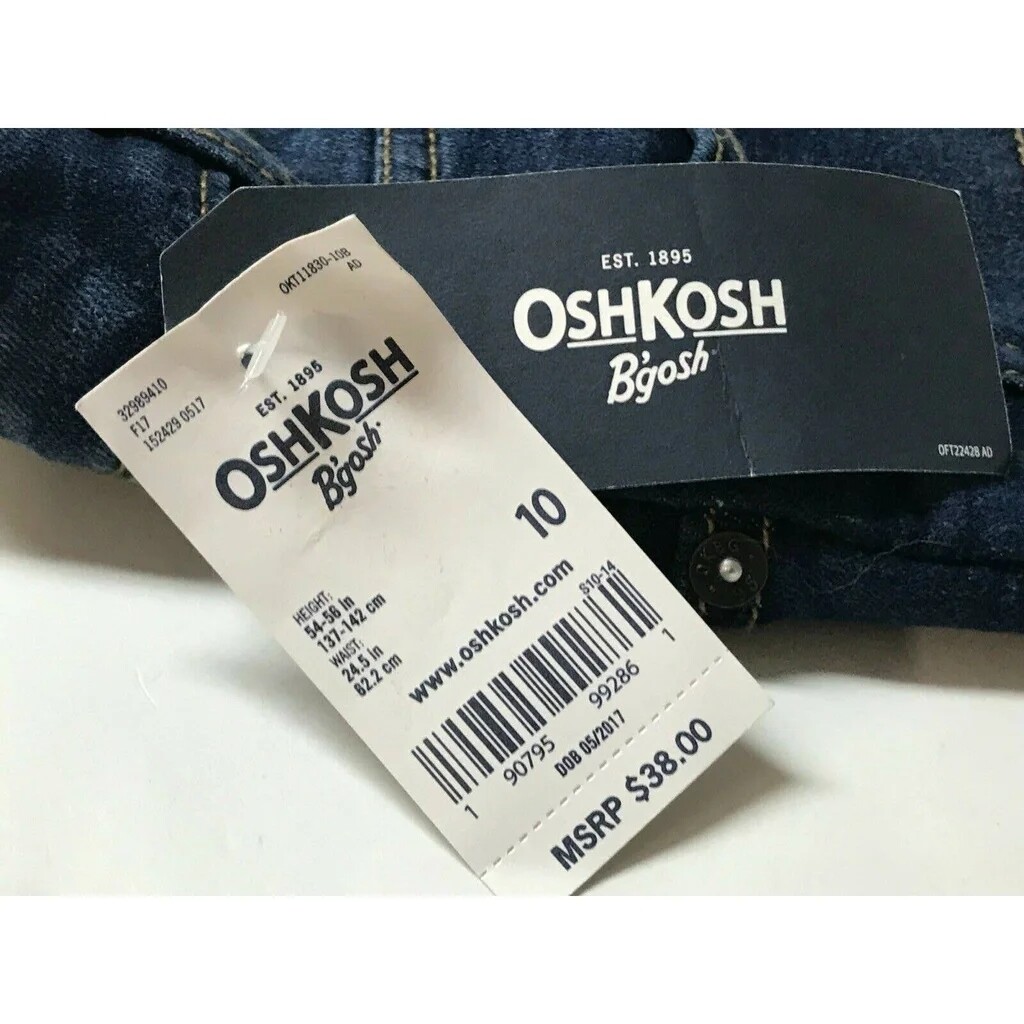 EST. 1895
OSHKOSH
B'gosh
OFT22428 AD
OKT11830-10B
AD
32989410
F17
152429 0517
EST. 1895
OSHKOSH
B'gosh
10
HEIGHT:
54-56 in
137-142 cm
WAIST:
24.5 in
62.2 cm
www.oshkosh.com
S10-14
1 90795 99286 1
DOB 05/2017
MSRP $38.00